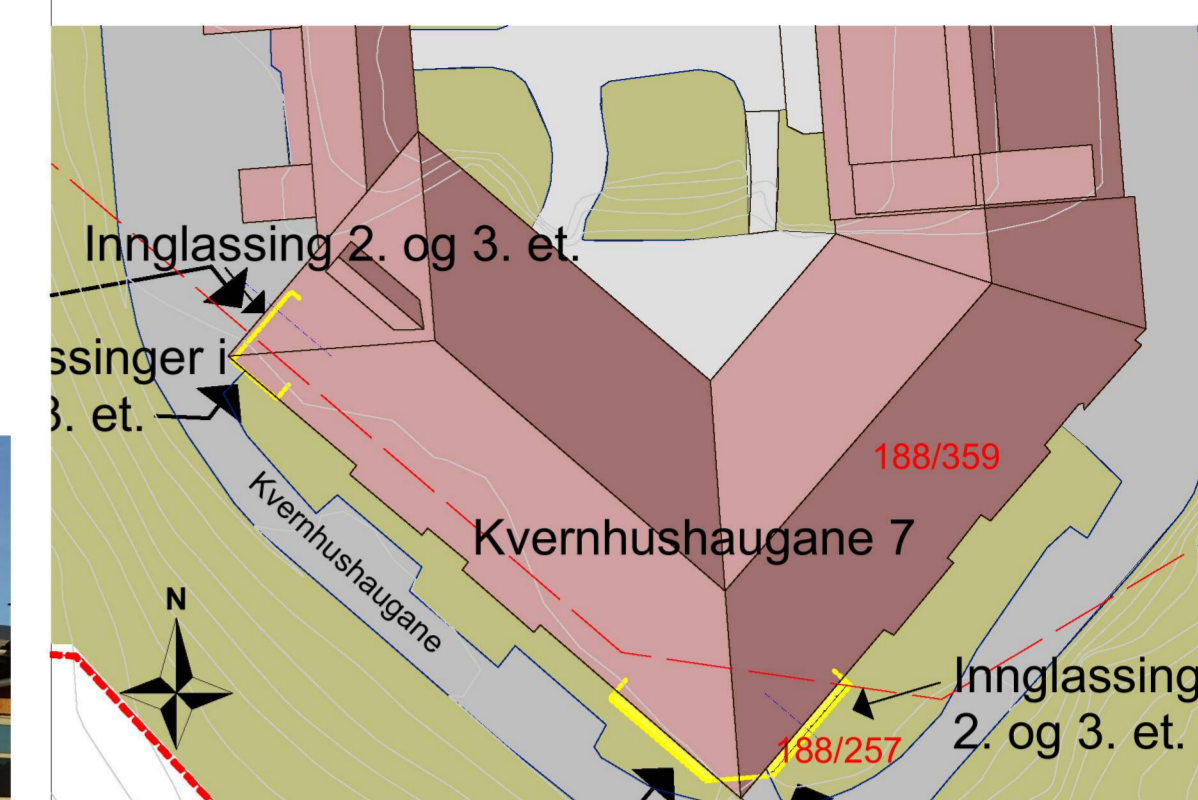 Innglassing 2. og 3. et.
ssinger i
3. et.
188/359
Kvernhushaugane 7
Kvernhushaugane
N
Innglassing
2. og 3. et.
188/257